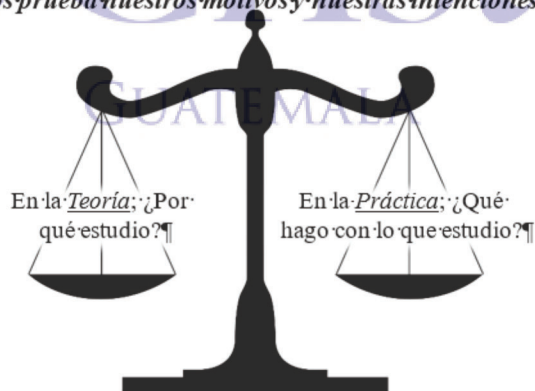 prueba nuestros motivos y nuestras intenciones
GUATEMALA
En la Teoría; ¿Por
qué estudio?¶
En la Práctica; ¿Qué
hago con lo que estudio?¶